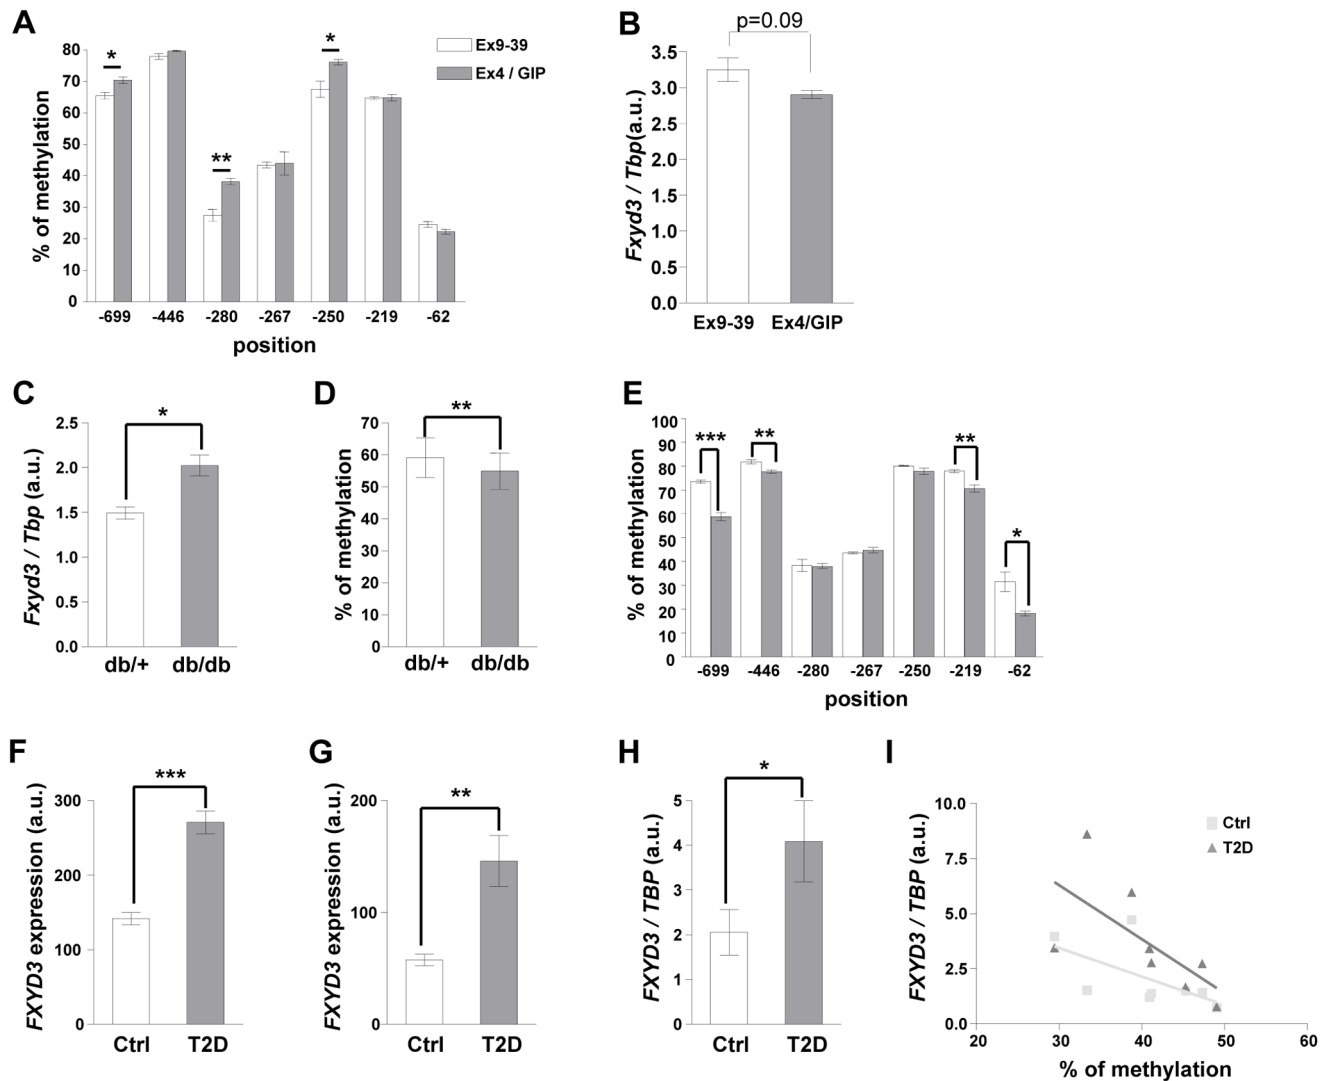 A
* ** *
Ex9-39
Ex4 / GIP
% of methylation
80
70
60
50
40
30
20
10
0
-699 -446 -280 -267 -250 -219 -62
position
B
p=0.09
Fxyd3 / Tbp(a.u.)
3.5
3.0
2.5
2.0
1.5
1.0
0.5
0.0
Ex9-39 Ex4/GIP
C
*
Fxyd3 / Tbp (a.u.)
2.5
2.0
1.5
1.0
0.5
0.0
db/+ db/db
D
**
% of methylation
70
60
50
40
30
20
10
0
db/+ db/db
E
*** ** ** *
% of methylation
100
90
80
70
60
50
40
30
20
10
0
-699 -446 -280 -267 -250 -219 -62
position
F
***
FXYD3 expression (a.u.)
300
200
100
0
Ctrl T2D
G
**
FXYD3 expression (a.u.)
200
100
0
Ctrl T2D
H
*
FXYD3 / TBP (a.u.)
5
4
3
2
1
0
Ctrl T2D
I
Ctrl
T2D
FXYD3 / TBP (a.u.)
10.0
7.5
5.0
2.5
0.0
20 30 40 50 60
% of methylation